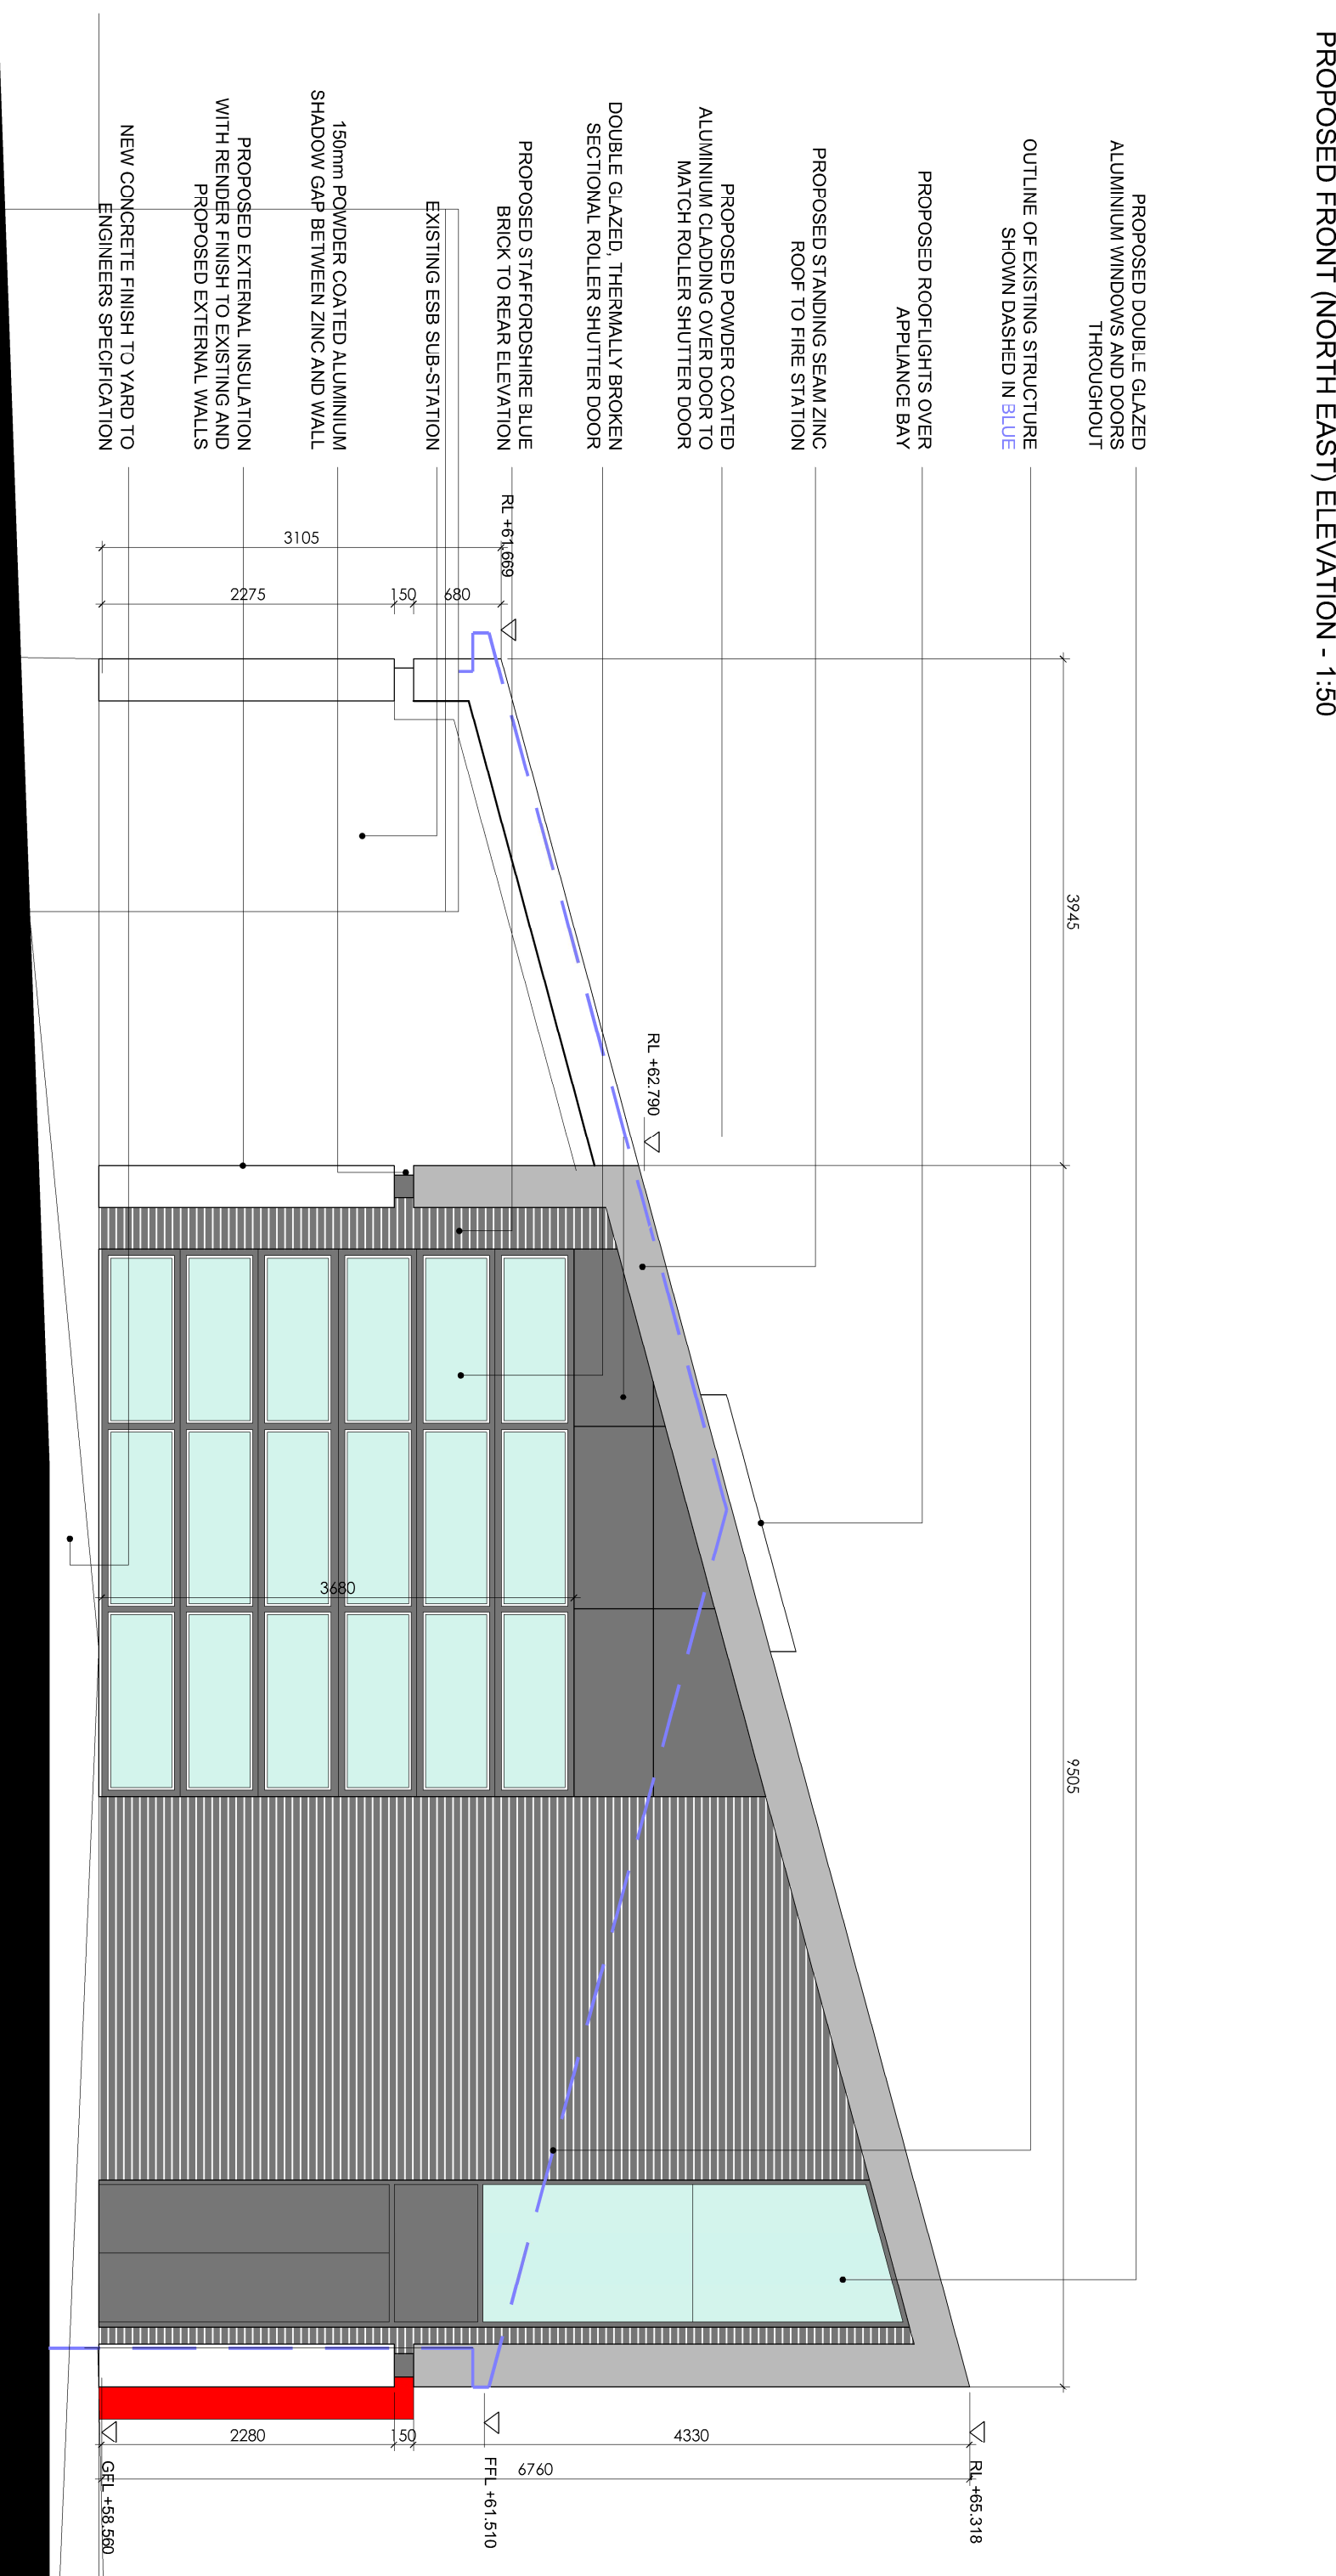 PROPOSED FRONT (NORTH EAST) ELEVATION - 1:50
PROPOSED DOUBLE GLAZED
ALUMINIUM WINDOWS AND DOORS
THROUGHOUT
OUTLINE OF EXISTING STRUCTURE
SHOWN DASHED IN BLUE
PROPOSED ROOFLIGHTS OVER
APPLIANCE BAY
PROPOSED STANDING SEAM ZINC
ROOF TO FIRE STATION
PROPOSED POWDER COATED
ALUMINIUM CLADDING OVER DOOR TO
MATCH ROLLER SHUTTER DOOR
DOUBLE GLAZED, THERMALLY BROKEN
SECTIONAL ROLLER SHUTTER DOOR
PROPOSED STAFFORDSHIRE BLUE
BRICK TO REAR ELEVATION
EXISTING ESB SUB-STATION
150mm POWDER COATED ALUMINIUM
SHADOW GAP BETWEEN ZINC AND WALL
PROPOSED EXTERNAL INSULATION
WITH RENDER FINISH TO EXISTING AND
PROPOSED EXTERNAL WALLS
NEW CONCRETE FINISH TO YARD TO
ENGINEERS SPECIFICATION
3945
9505
RL +61.669
RL +62.790
3105
680
150
2275
3680
4330
150
2280
6760
RL +65.318
FFL +61.510
GFL +58.560